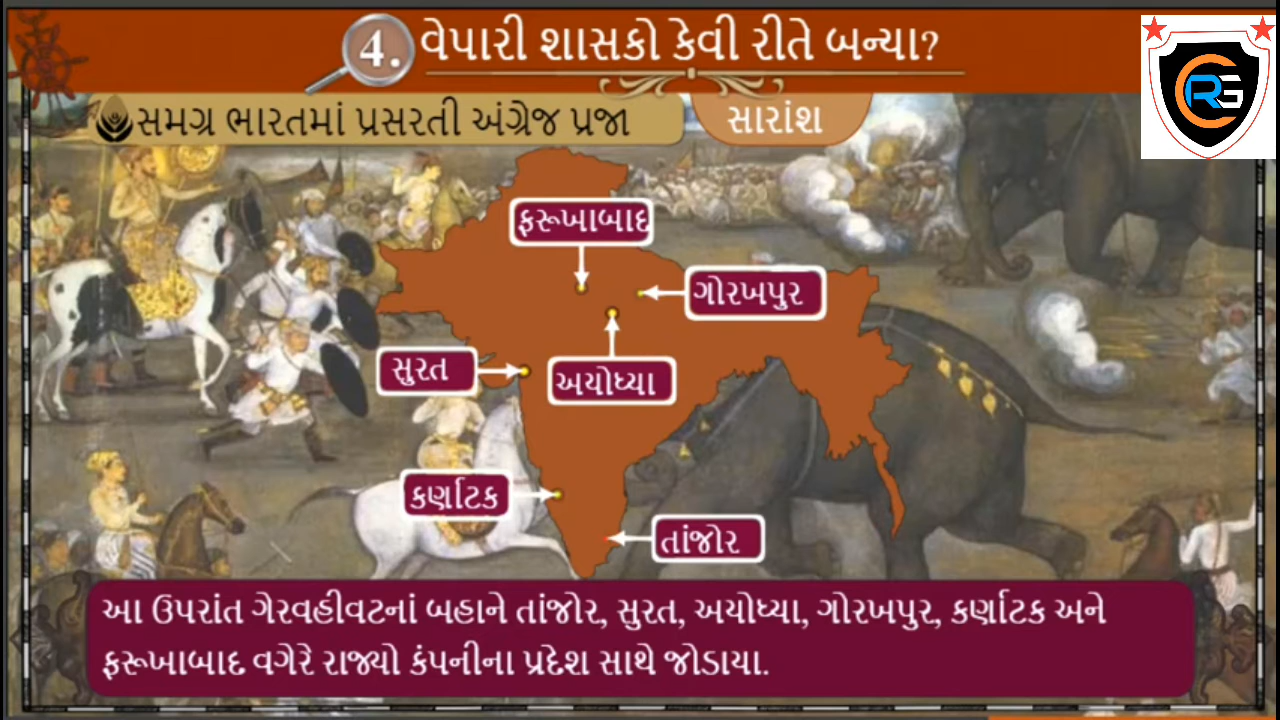 4. વેપારી શાસકો કેવી રીતે બન્યા?
સમગ્ર ભારતમાં પ્રસરતી અંગ્રેજ પ્રજા
સારાંશ
CRG
ફરૂખાબાદ
ગોરખપુર
સુરત
અયોધ્યા
કર્ણાટક
તાંજોર
આ ઉપરાંત ગેરવહીવટનાં બહાને તાંજોર, સુરત, અયોધ્યા, ગોરખપુર, કર્ણાટક અને
ફરૂખાબાદ વગેરે રાજ્યો કંપનીના પ્રદેશ સાથે જોડાયા.